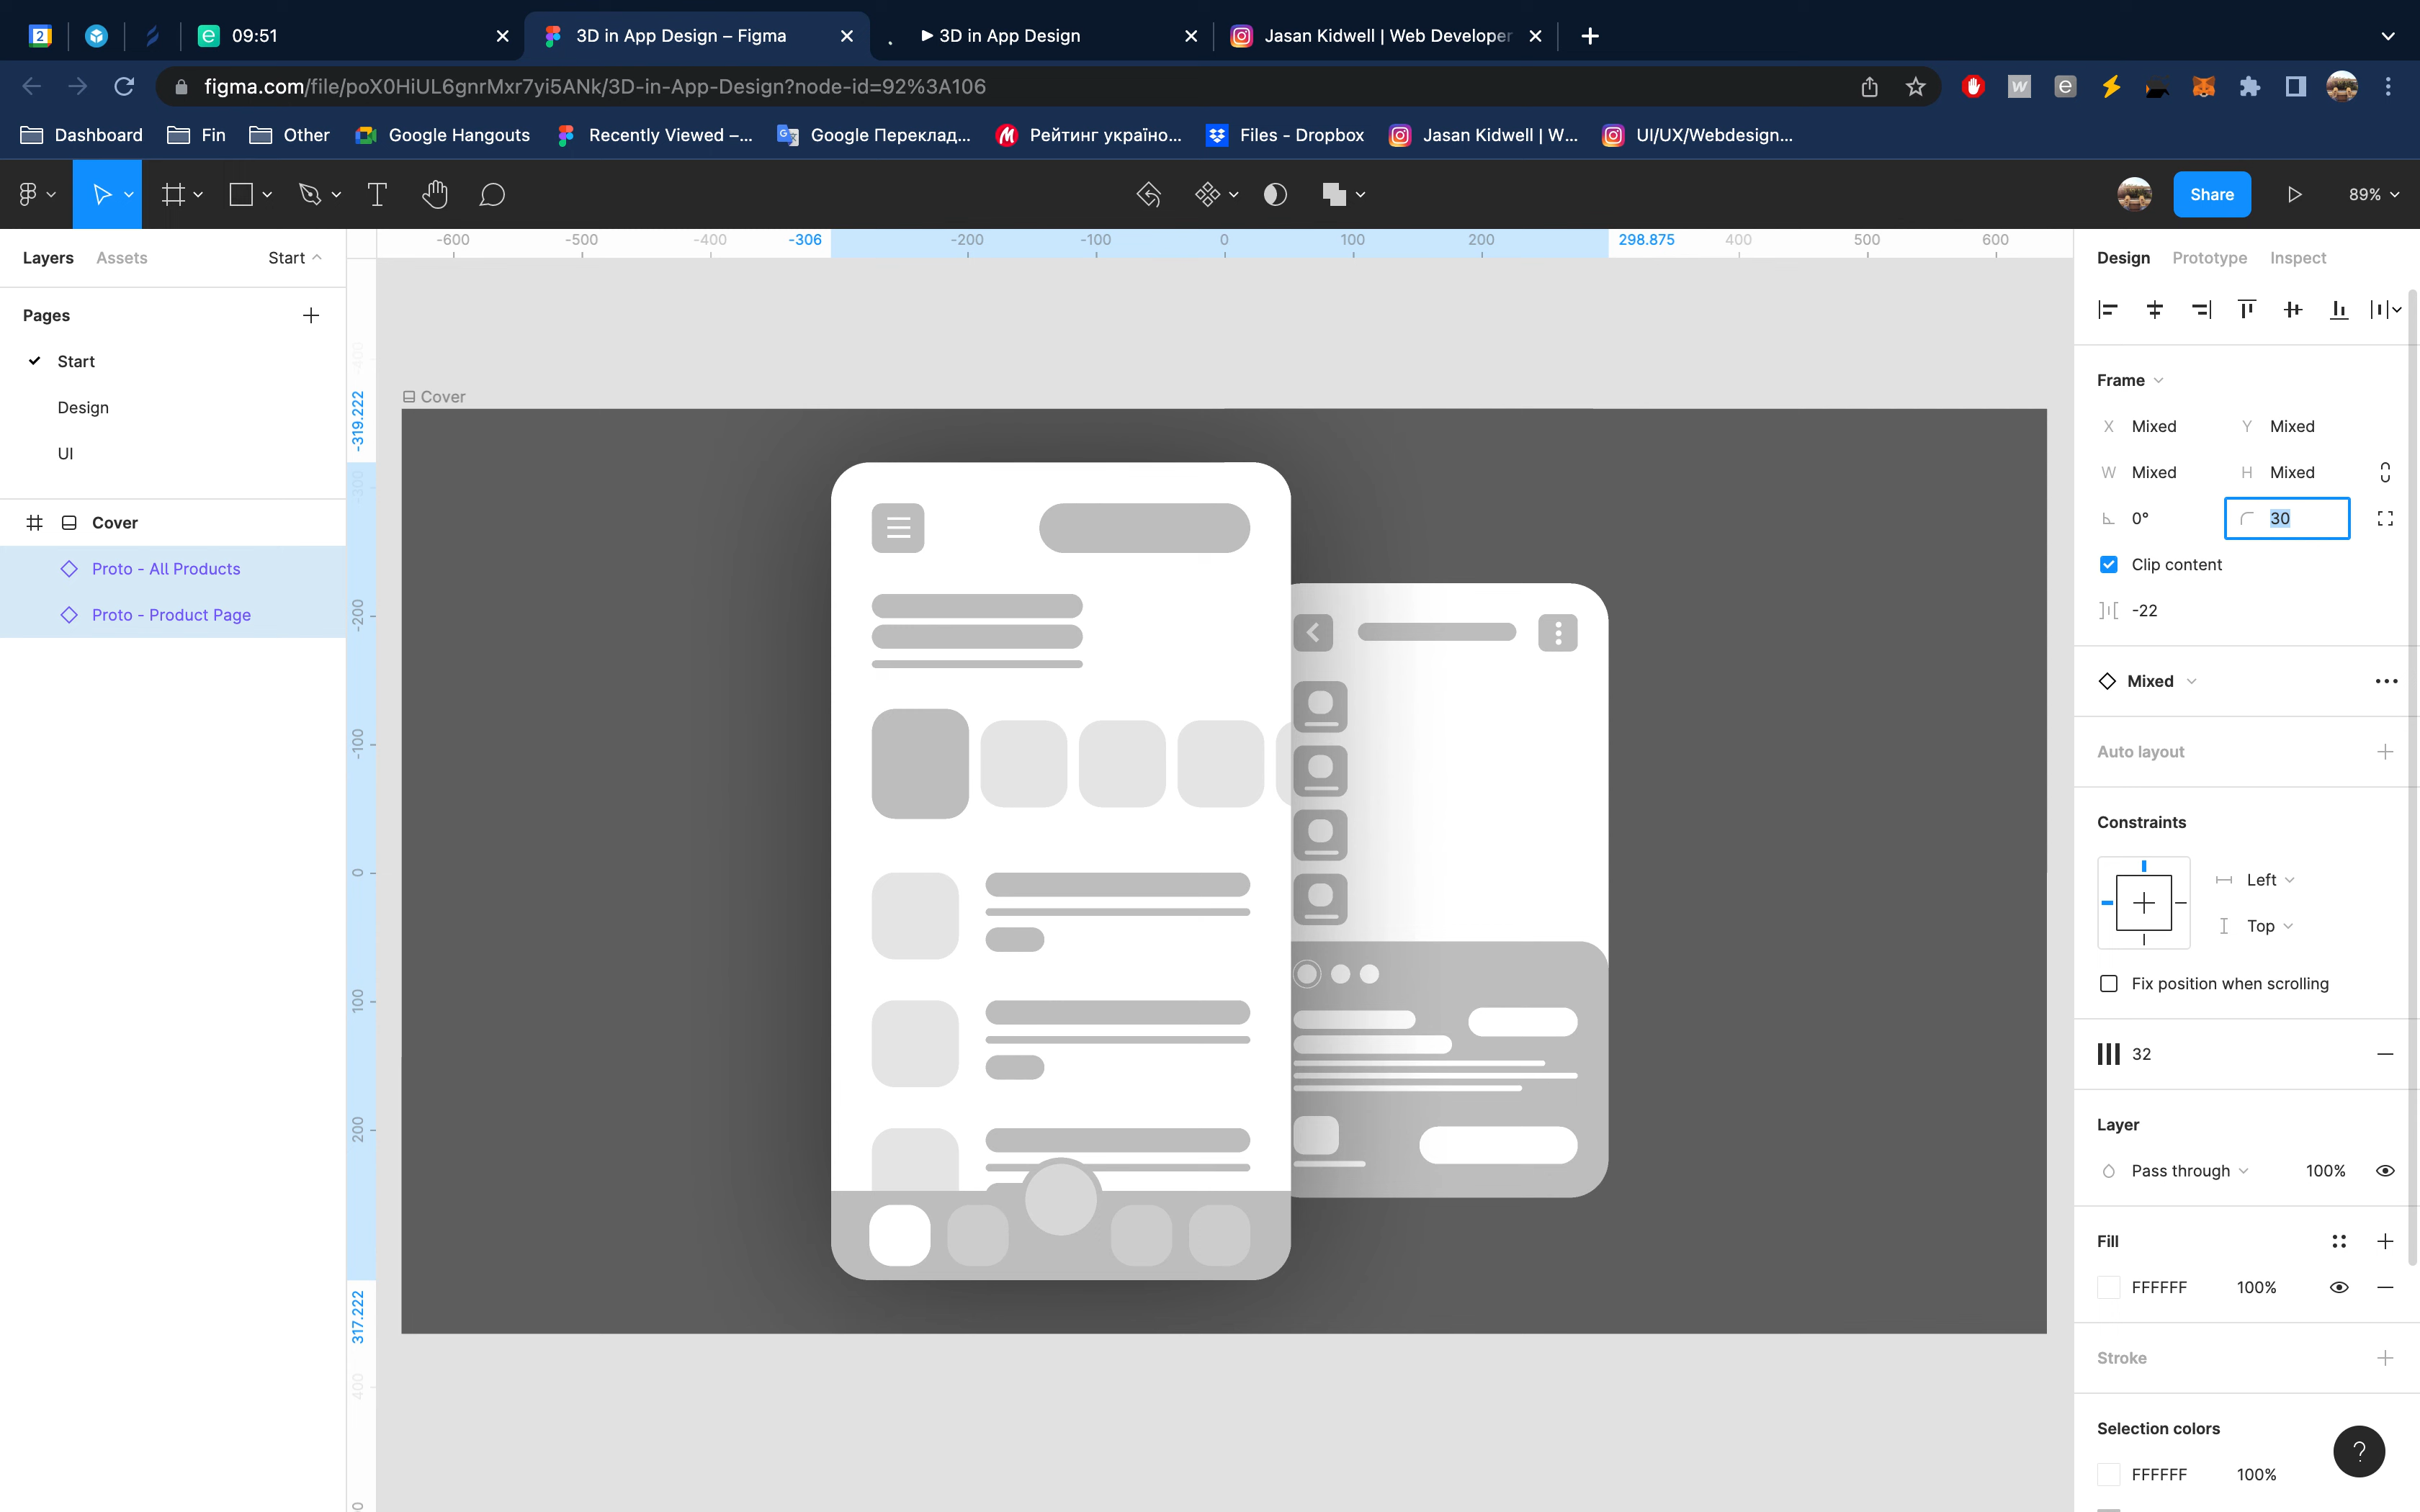 2 09:51 3D in App Design – Figma ▶ 3D in App Design Jasan Kidwell | Web Developer
figma.com/file/poX0HiUL6gnrMxr7yi5ANk/3D-in-App-Design?node-id=92%3A106
Dashboard Fin Other Google Hangouts Recently Viewed –... Google Переклад... Рейтинг україно... Files - Dropbox Jasan Kidwell | W... UI/UX/Webdesign...
Share 89%
Layers Assets Start
Pages
Start
Design
UI
Cover
Proto - All Products
Proto - Product Page
-600 -500 -400 -306 -200 -100 0 100 200 298.875 400 500 600
-400
-319.222
-300
-200
-100
0
100
200
317.222
400
Cover
Design Prototype Inspect
Frame
X Mixed Y Mixed
W Mixed H Mixed
0° 30
Clip content
-22
Mixed
Auto layout
Constraints
Left
Top
Fix position when scrolling
32
Layer
Pass through 100%
Fill
FFFFFF 100%
Stroke
Selection colors
FFFFFF 100%
?